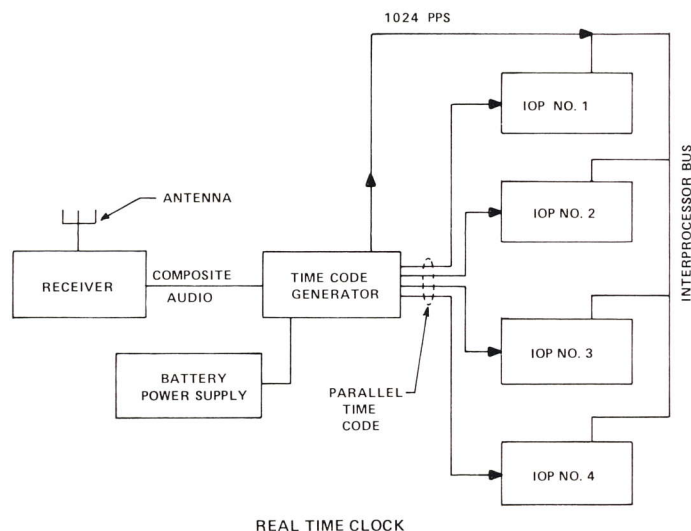 1024 PPS
IOP NO. 1
ANTENNA
IOP NO. 2
INTERPROCESSOR BUS
RECEIVER
COMPOSITE
AUDIO
TIME CODE
GENERATOR
IOP NO. 3
BATTERY
POWER SUPPLY
PARALLEL
TIME
CODE
IOP NO. 4
REAL TIME CLOCK